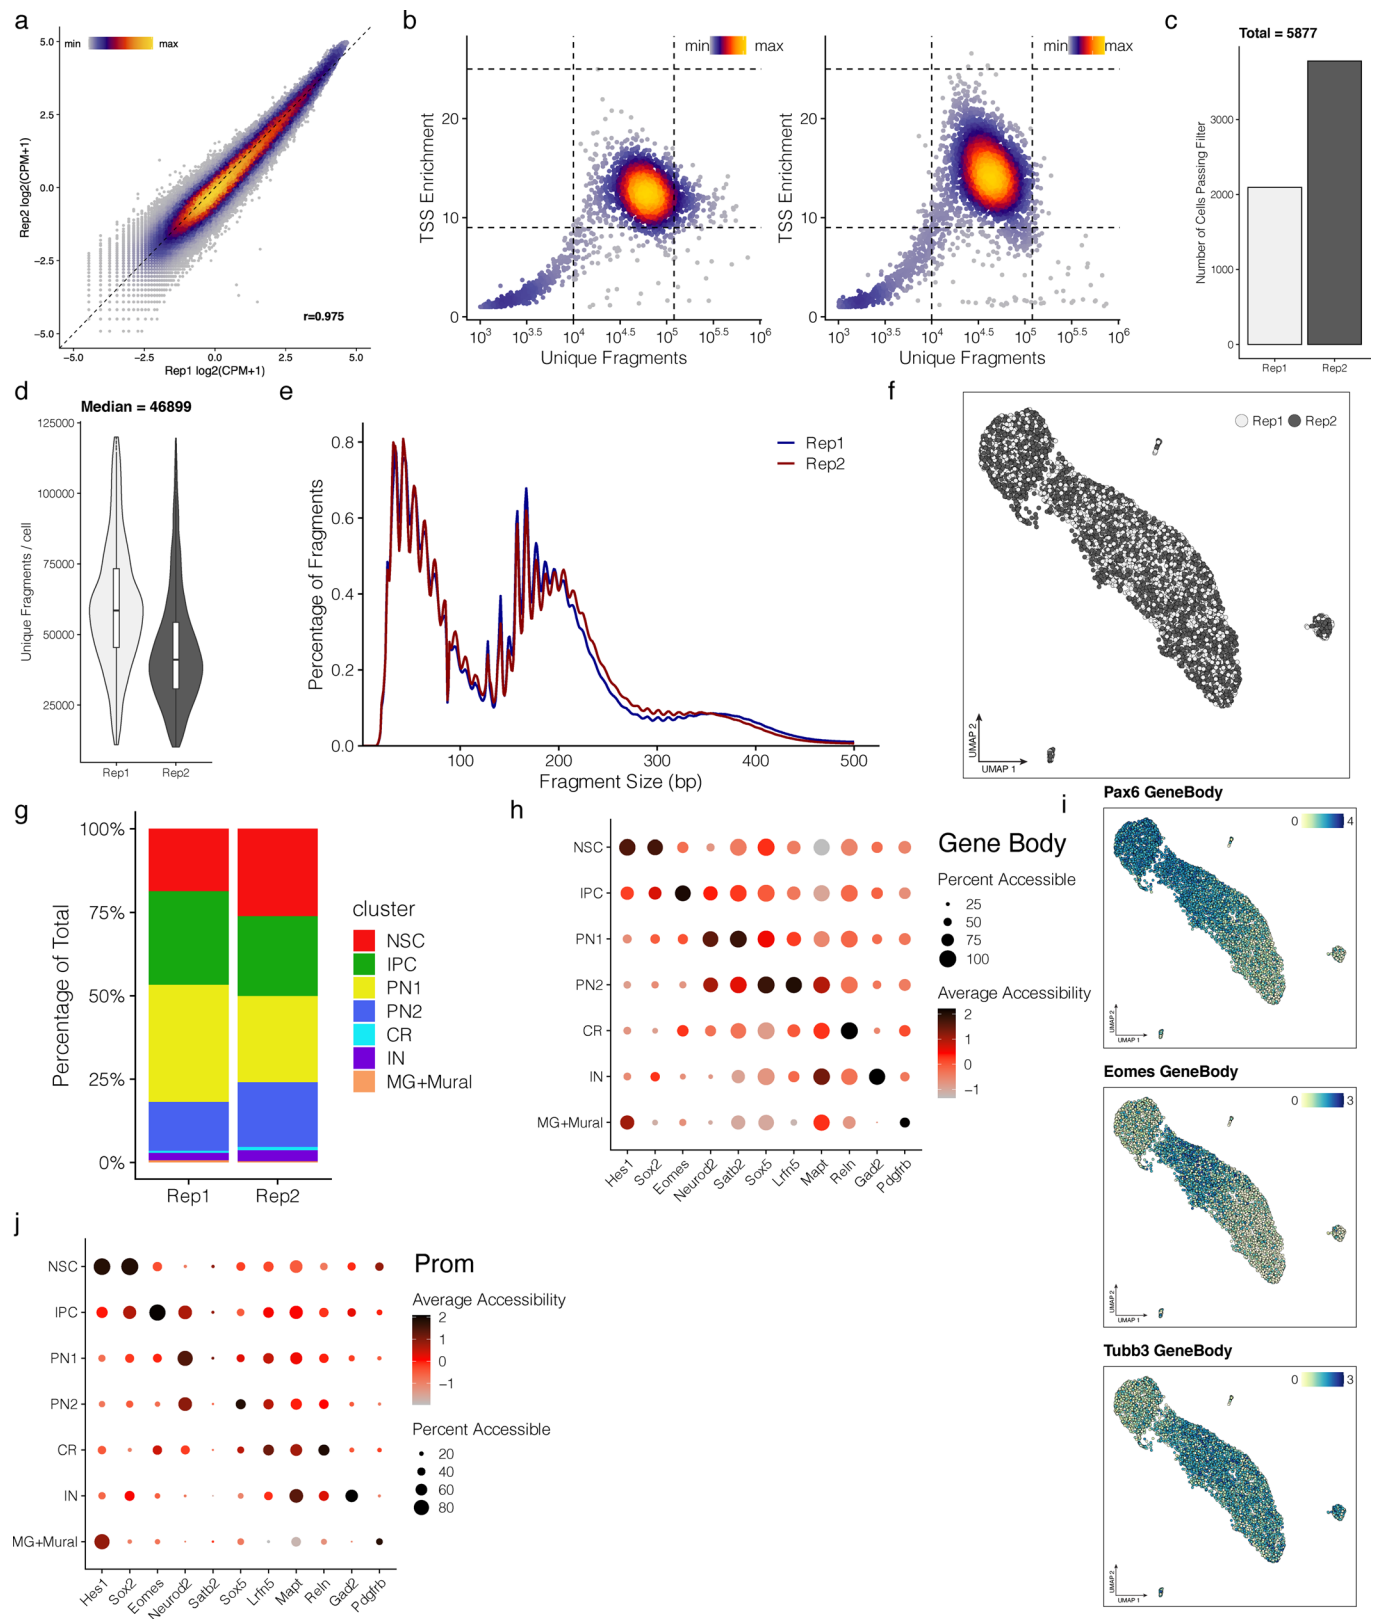 a
min max
5.0
2.5
0.0
−2.5
−5.0
Rep2 log2(CPM+1)
r=0.975
−5.0 −2.5 0.0 2.5 5.0
Rep1 log2(CPM+1)
b
min max
20
10
0
TSS Enrichment
10^3 10^3.5 10^4 10^4.5 10^5 10^5.5 10^6
Unique Fragments
min max
20
10
0
TSS Enrichment
10^3 10^3.5 10^4 10^4.5 10^5 10^5.5 10^6
Unique Fragments
c
Total = 5877
Number of Cells Passing Filter
3000
2000
1000
0
Rep1 Rep2
d
Median = 46899
125000
100000
75000
50000
25000
Unique Fragments / cell
Rep1 Rep2
e
0.8
0.6
0.4
0.2
0.0
Percentage of Fragments
Rep1
Rep2
100 200 300 400 500
Fragment Size (bp)
f
Rep1 Rep2
UMAP 2
UMAP 1
g
100%
75%
50%
25%
0%
Percentage of Total
Rep1 Rep2
cluster
NSC
IPC
PN1
PN2
CR
IN
MG+Mural
h
NSC
IPC
PN1
PN2
CR
IN
MG+Mural
Hes1 Sox2 Eomes Neurod2 Satb2 Sox5 Lrfn5 Mapt Reln Gad2 Pdgfrb
Gene Body
Percent Accessible
25
50
75
100
Average Accessibility
2
1
0
−1
i
Pax6 GeneBody
0 4
UMAP 2
UMAP 1
Eomes GeneBody
0 3
UMAP 2
UMAP 1
Tubb3 GeneBody
0 3
UMAP 2
UMAP 1
j
NSC
IPC
PN1
PN2
CR
IN
MG+Mural
Hes1 Sox2 Eomes Neurod2 Satb2 Sox5 Lrfn5 Mapt Reln Gad2 Pdgfrb
Prom
Average Accessibility
2
1
0
−1
Percent Accessible
20
40
60
80